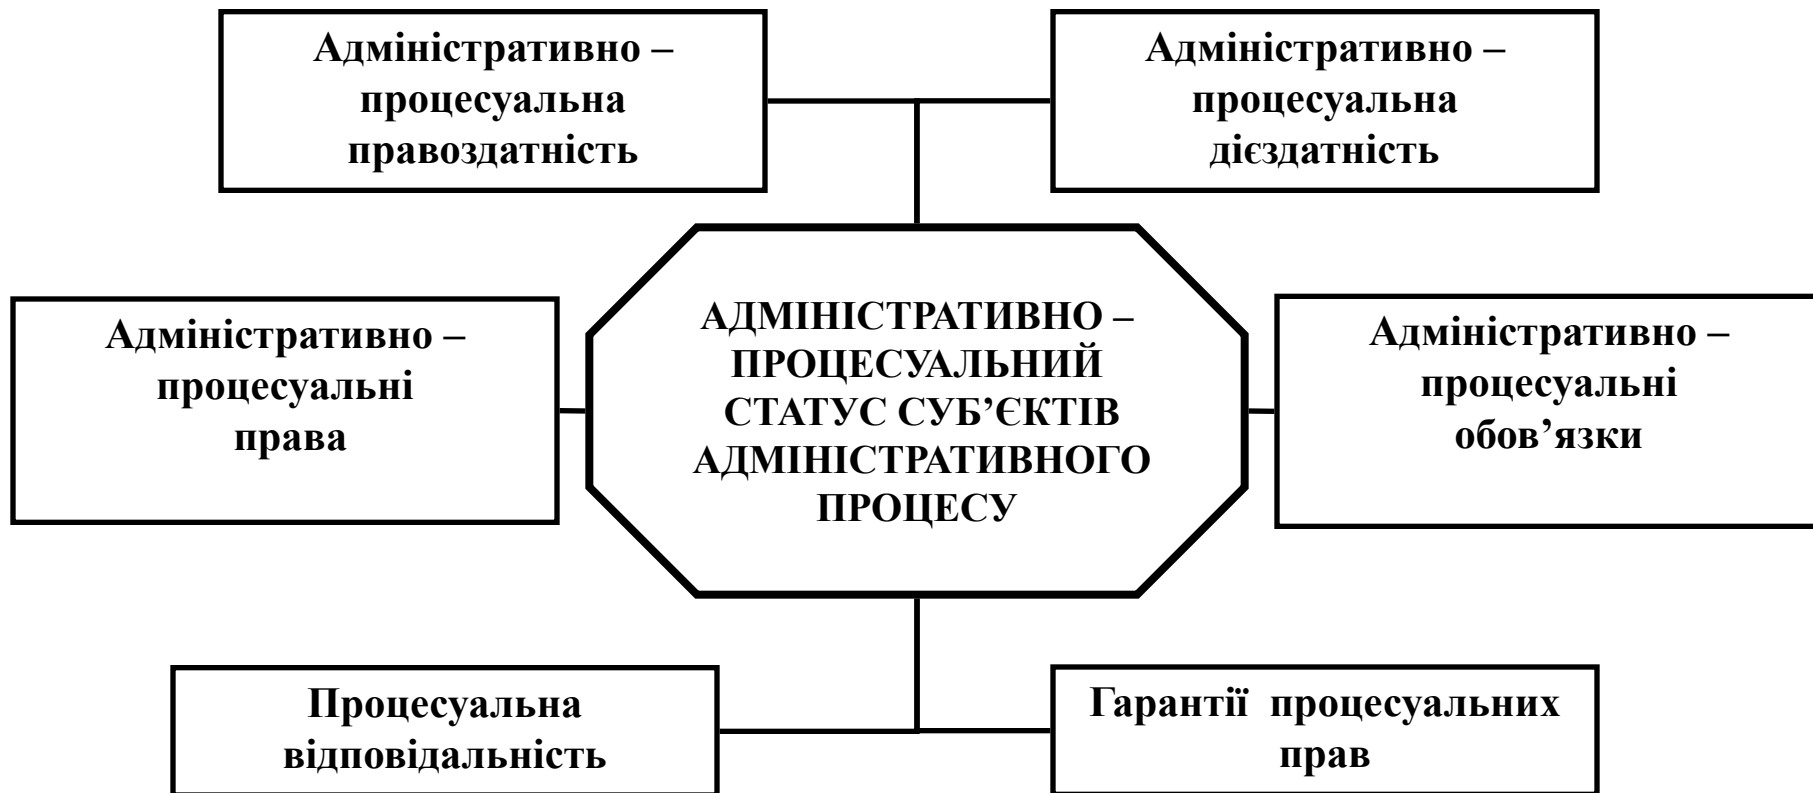 Адміністративно –
процесуальна
правоздатність
Адміністративно –
процесуальна
дієздатність
Адміністративно –
процесуальні
права
АДМІНІСТРАТИВНО –
ПРОЦЕСУАЛЬНИЙ
СТАТУС СУБ’ЄКТІВ
АДМІНІСТРАТИВНОГО
ПРОЦЕСУ
Адміністративно –
процесуальні
обов’язки
Процесуальна
відповідальність
Гарантії процесуальних
прав